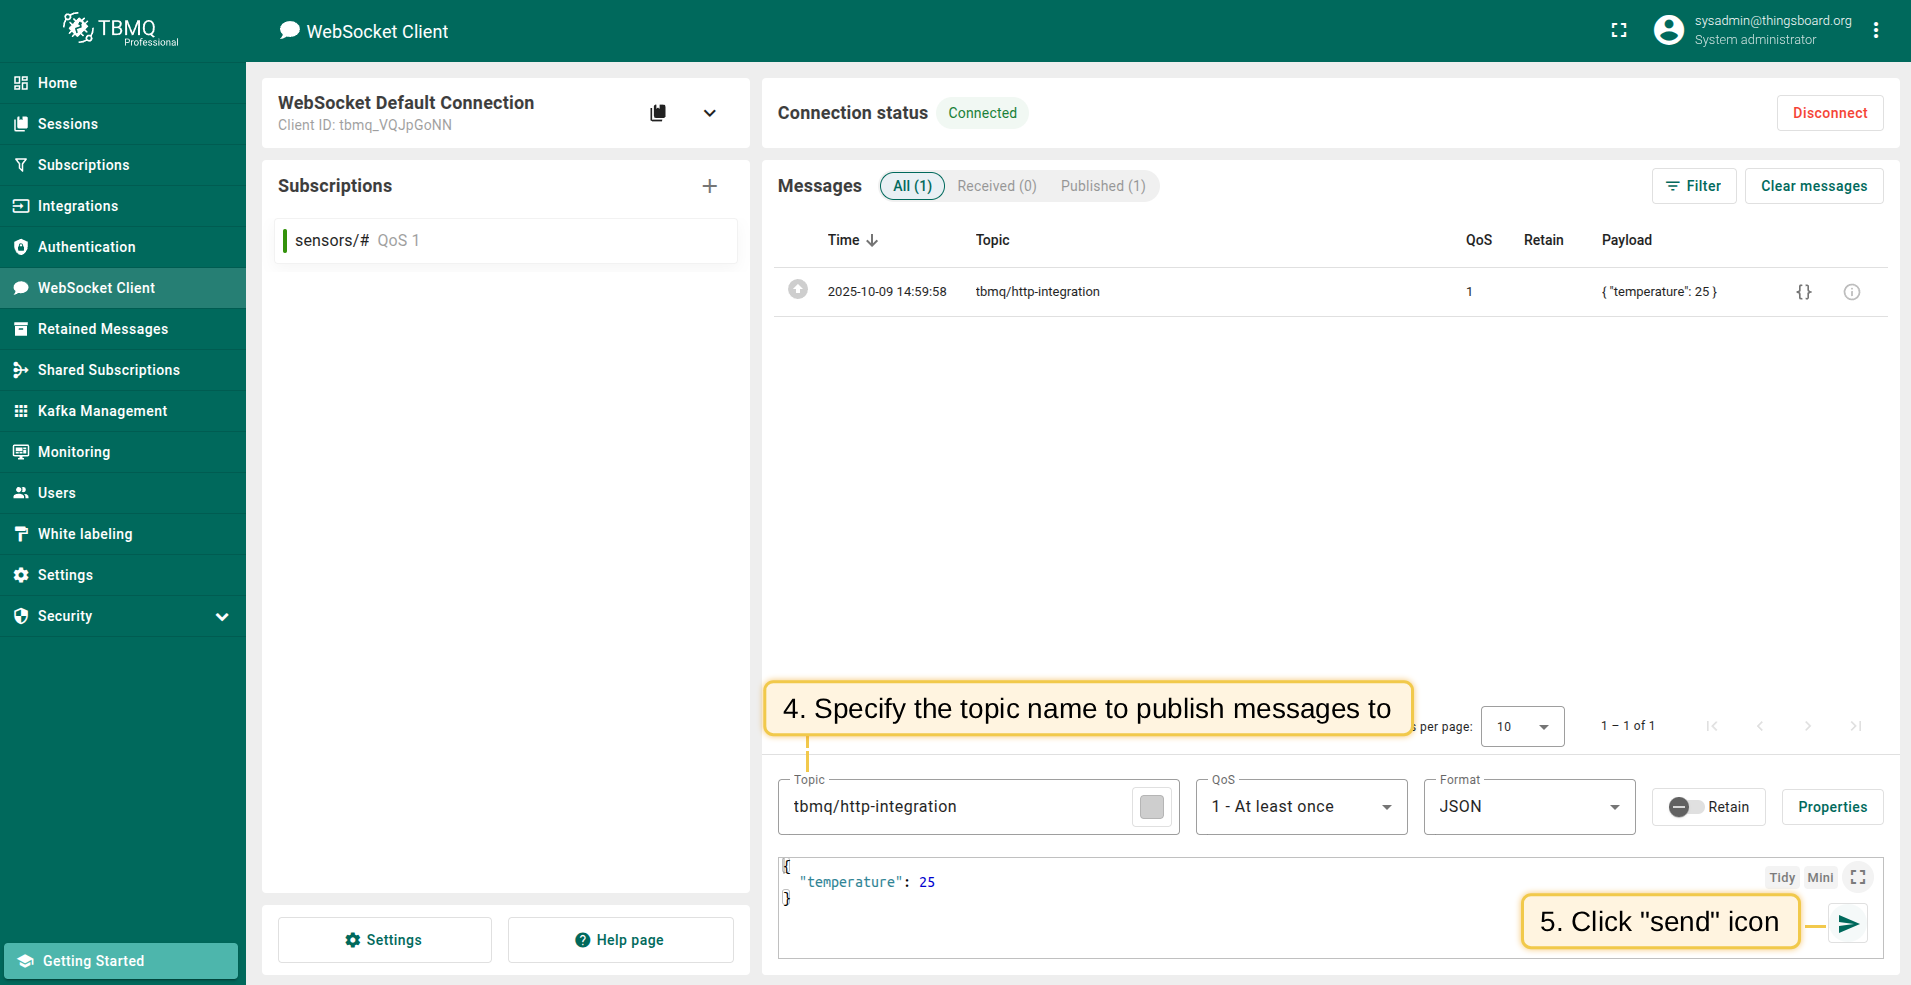 TBMQ
Professional
WebSocket Client
sysadmin@thingsboard.org
System administrator
Home
Sessions
Subscriptions
Integrations
Authentication
WebSocket Client
Retained Messages
Shared Subscriptions
Kafka Management
Monitoring
Users
White labeling
Settings
Security
Getting Started
WebSocket Default Connection
Client ID: tbmq_VQJpGoNN
Subscriptions
sensors/# QoS 1
Settings
Help page
Connection status Connected
Disconnect
Messages All (1) Received (0) Published (1)
Filter Clear messages
Time Topic QoS Retain Payload
2025-10-09 14:59:58 tbmq/http-integration 1 { "temperature": 25 } {}
4. Specify the topic name to publish messages to
per page: 10 1 – 1 of 1
Topic QoS Format
tbmq/http-integration 1 - At least once JSON Retain Properties
{
"temperature": 25
}
Tidy Mini
5. Click "send" icon